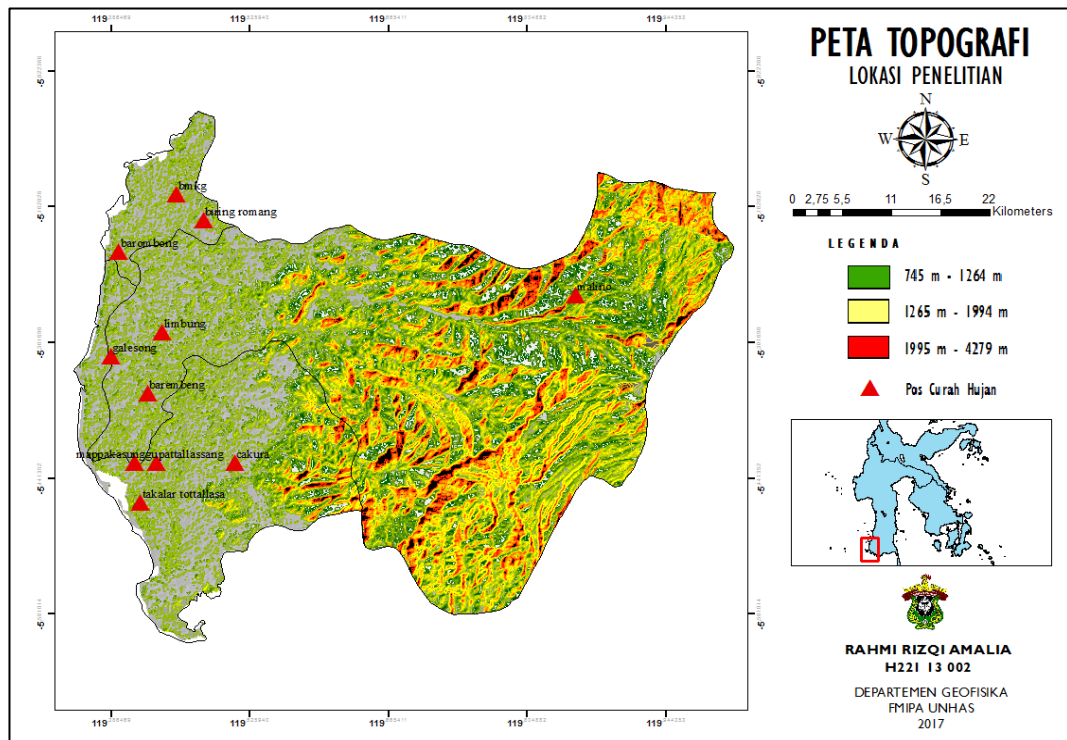 PETA TOPOGRAFI
LOKASI PENELITIAN
N
W
E
S
0 2,75 5,5 11 16,5 22
Kilometers
LEGENDA
745 m - 1264 m
1265 m - 1994 m
1995 m - 4279 m
Pos Curah Hujan
RAHMI RIZQI AMALIA
H221 13 002
DEPARTEMEN GEOFISIKA
FMIPA UNHAS
2017
bmkg
biring romang
barombong
malino
limbung
galesong
barembeng
mappakasunggupattallassang
cakura
takalar tottallasa